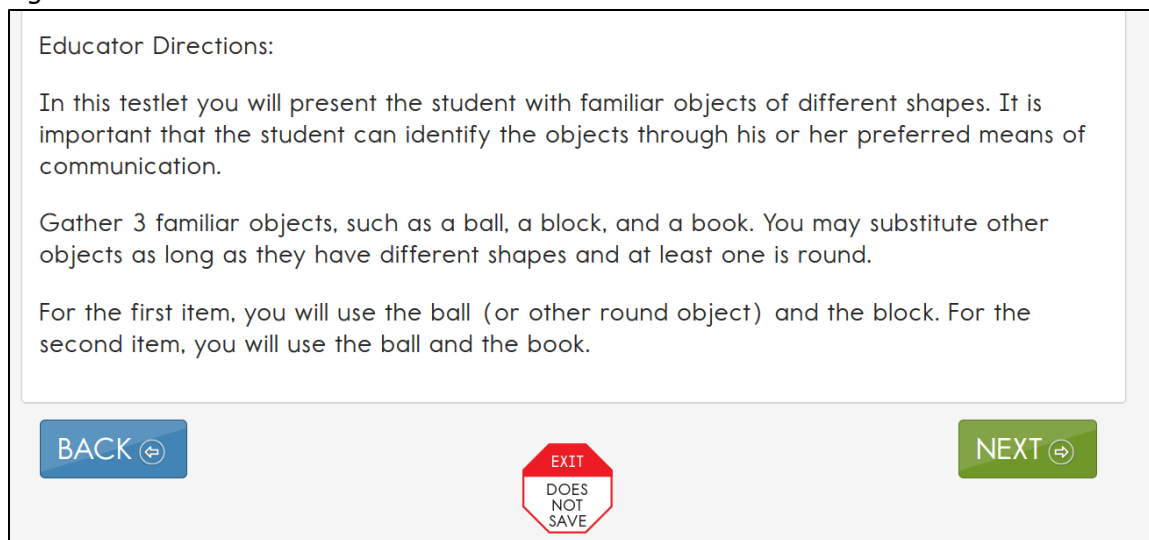 Educator Directions:
In this testlet you will present the student with familiar objects of different shapes. It is
important that the student can identify the objects through his or her preferred means of
communication.
Gather 3 familiar objects, such as a ball, a block, and a book. You may substitute other
objects as long as they have different shapes and at least one is round.
For the first item, you will use the ball (or other round object) and the block. For the
second item, you will use the ball and the book.
BACK
EXIT
DOES
NOT
SAVE
NEXT